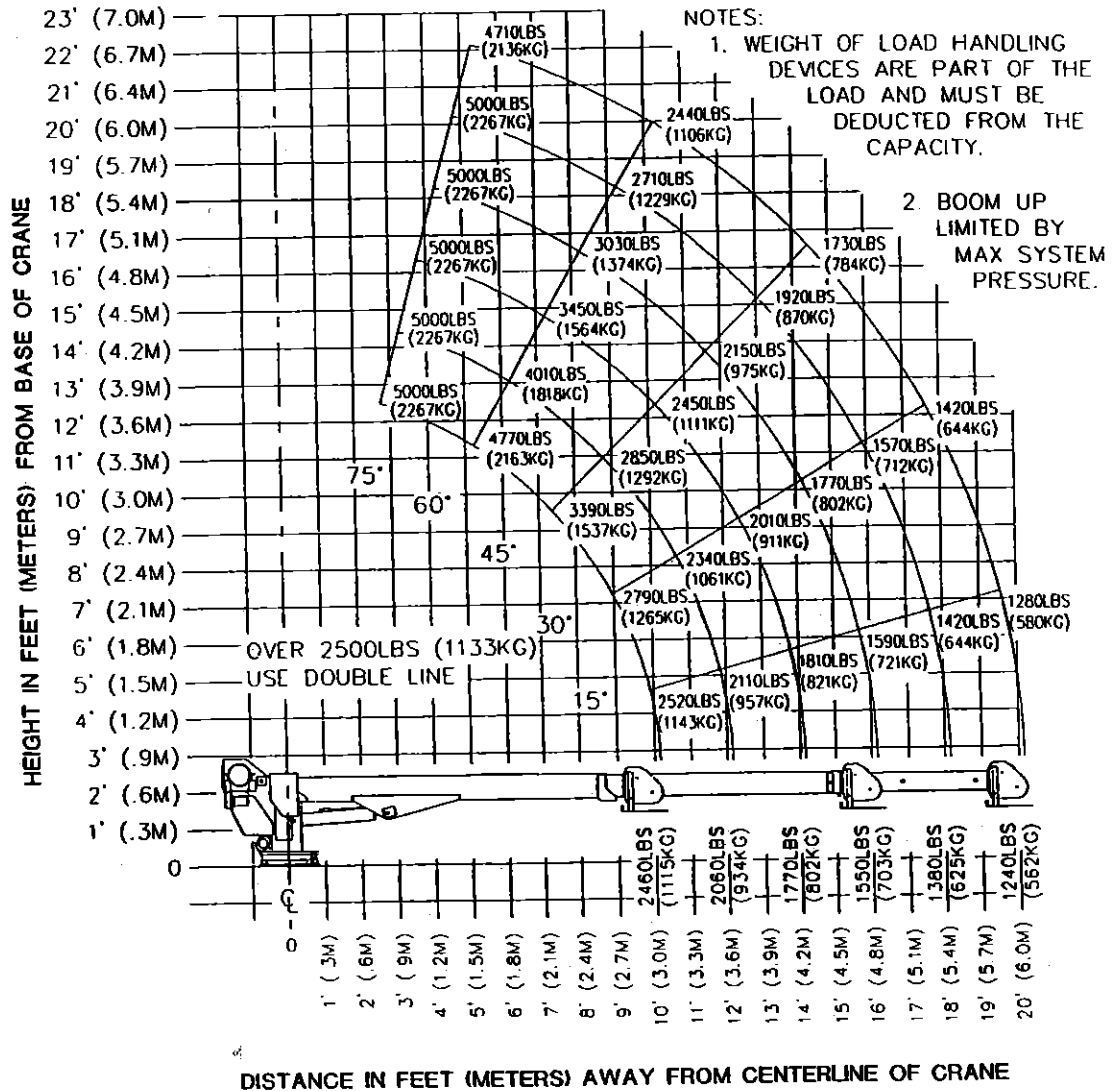 23' (7.0M)
22' (6.7M)
21' (6.4M)
20' (6.0M)
19' (5.7M)
18' (5.4M)
17' (5.1M)
16' (4.8M)
15' (4.5M)
14' (4.2M)
13' (3.9M)
12' (3.6M)
11' (3.3M)
10' (3.0M)
9' (2.7M)
8' (2.4M)
7' (2.1M)
6' (1.8M)
5' (1.5M)
4' (1.2M)
3' (.9M)
2' (.6M)
1' (.3M)
0
HEIGHT IN FEET (METERS) FROM BASE OF CRANE
NOTES:
1. WEIGHT OF LOAD HANDLING
DEVICES ARE PART OF THE
LOAD AND MUST BE
DEDUCTED FROM THE
CAPACITY.
2 BOOM UP
LIMITED BY
MAX SYSTEM
PRESSURE.
4710LBS
(2136KG)
5000LBS
(2267KG)
5000LBS
(2267KG)
5000LBS
(2267KG)
5000LBS
(2267KG)
5000LBS
(2267KG)
75°
2440LBS
(1106KG)
2710LBS
(1229KG)
3030LBS
(1374KG)
3450LBS
(1564KG)
4010LBS
(1818KG)
4770LBS
(2163KG)
60°
1730LBS
(784KG)
1920LBS
(870KG)
2150LBS
(975KG)
2450LBS
(1111KG)
2850LBS
(1292KG)
3390LBS
(1537KG)
45°
1420LBS
(644KG)
1570LBS
(712KG)
1770LBS
(802KG)
2010LBS
(911KG)
2340LBS
(1061KG)
2790LBS
(1265KG)
30°
1280LBS
(580KG)
1420LBS
(644KG)
1590LBS
(721KG)
1810LBS
(821KG)
2110LBS
(957KG)
2520LBS
(1143KG)
15°
OVER 2500LBS (1133KG)
USE DOUBLE LINE
2460LBS
(1115KG)
2060LBS
(934KG)
1770LBS
(802KG)
1550LBS
(703KG)
1380LBS
(625KG)
1240LBS
(562KG)
℄
0
1' (.3M)
2' (.6M)
3' (.9M)
4' (1.2M)
5' (1.5M)
6' (1.8M)
7' (2.1M)
8' (2.4M)
9' (2.7M)
10' (3.0M)
11' (3.3M)
12' (3.6M)
13' (3.9M)
14' (4.2M)
15' (4.5M)
16' (4.8M)
17' (5.1M)
18' (5.4M)
19' (5.7M)
20' (6.0M)
DISTANCE IN FEET (METERS) AWAY FROM CENTERLINE OF CRANE